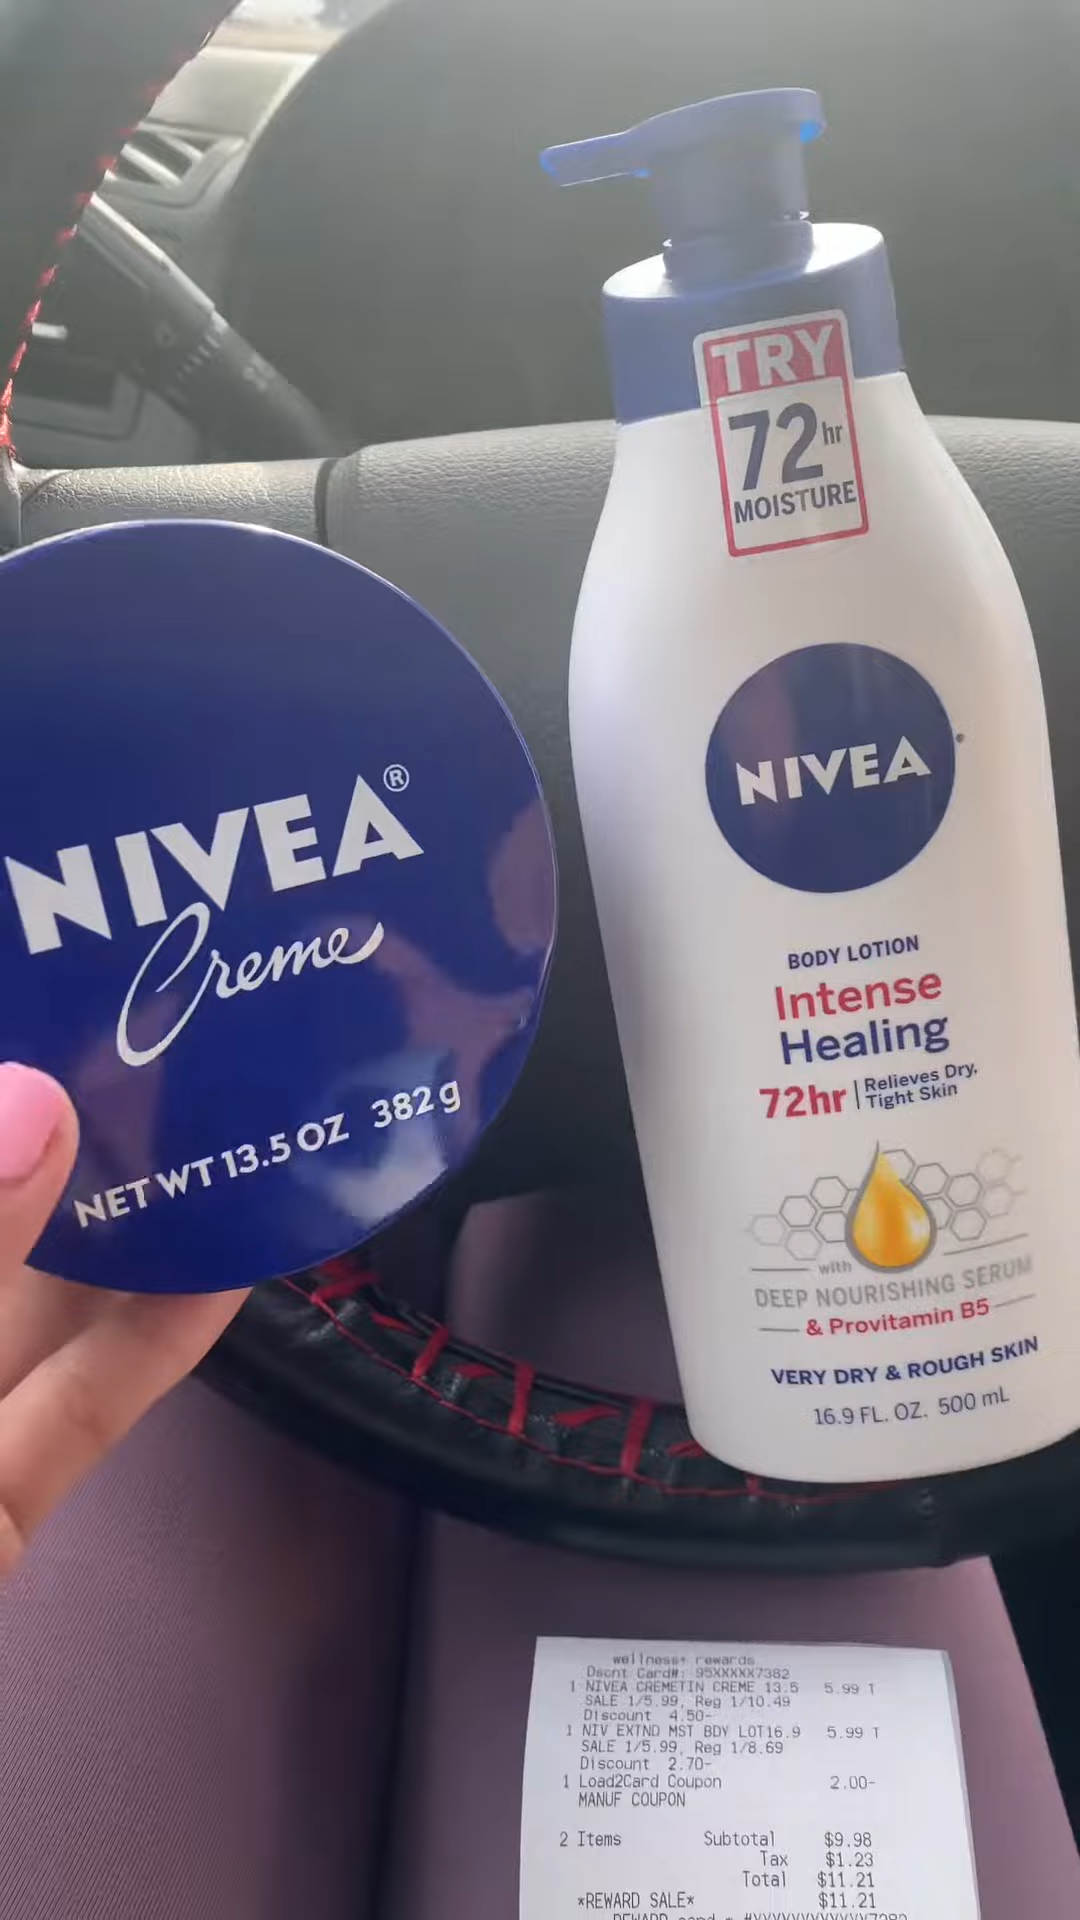 NIVEA®
Creme
NET WT 13.5 OZ 382 g
TRY
72hr
MOISTURE
NIVEA
BODY LOTION
Intense
Healing
72hr | Relieves Dry,
Tight Skin
with
DEEP NOURISHING SERUM
& Provitamin B5
VERY DRY & ROUGH SKIN
16.9 FL. OZ. 500 mL
wellness+ rewards
Dscnt Card#: 95XXXXX7382
1 NIVEA CREMETIN CREME 13.5 5.99 T
SALE 1/5.99, Reg 1/10.49
Discount 4.50-
1 NIV EXTND MST BDY LOT16.9 5.99 T
SALE 1/5.99, Reg 1/8.69
Discount 2.70-
1 Load2Card Coupon 2.00-
MANUF COUPON
2 Items Subtotal $9.98
Tax $1.23
Total $11.21
*REWARD SALE* $11.21